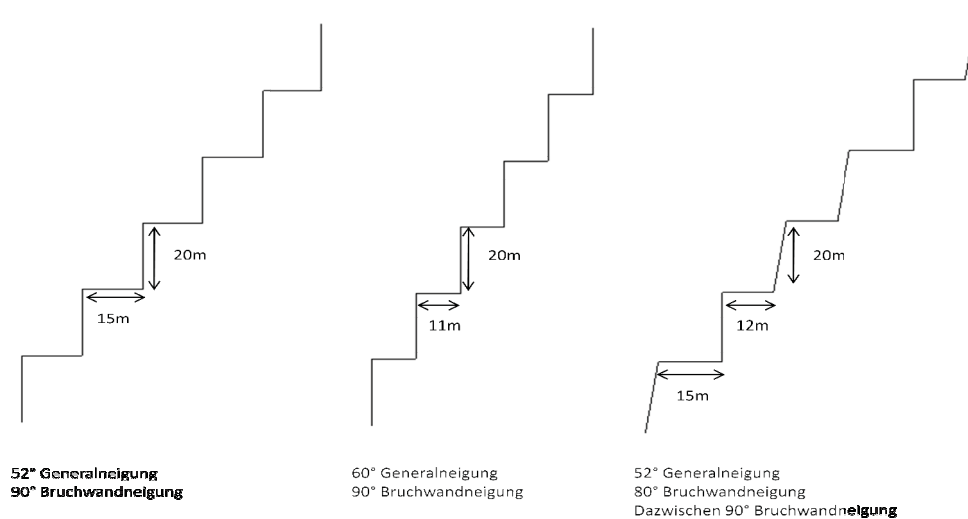 20m
15m
52° Generalneigung
90° Bruchwandneigung
20m
11m
60° Generalneigung
90° Bruchwandneigung
20m
12m
15m
52° Generalneigung
80° Bruchwandneigung
Dazwischen 90° Bruchwandneigung